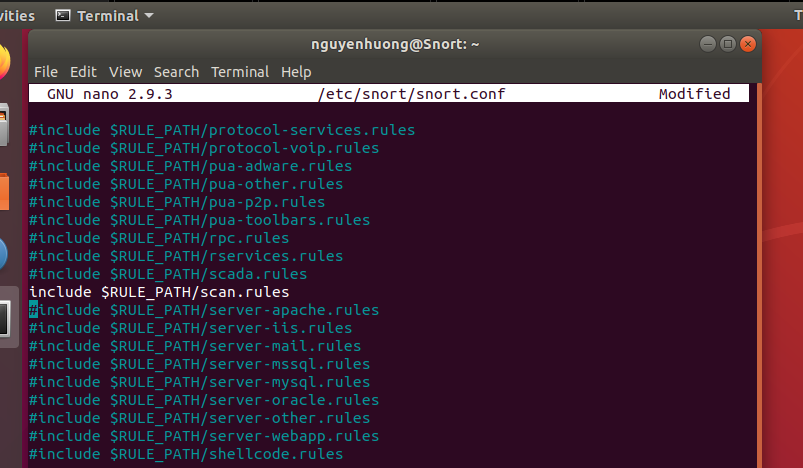 ivities Terminal T
nguyenhuong@Snort: ~
File Edit View Search Terminal Help
GNU nano 2.9.3 /etc/snort/snort.conf Modified
#include $RULE_PATH/protocol-services.rules
#include $RULE_PATH/protocol-voip.rules
#include $RULE_PATH/pua-adware.rules
#include $RULE_PATH/pua-other.rules
#include $RULE_PATH/pua-p2p.rules
#include $RULE_PATH/pua-toolbars.rules
#include $RULE_PATH/rpc.rules
#include $RULE_PATH/rservices.rules
#include $RULE_PATH/scada.rules
include $RULE_PATH/scan.rules
#include $RULE_PATH/server-apache.rules
#include $RULE_PATH/server-iis.rules
#include $RULE_PATH/server-mail.rules
#include $RULE_PATH/server-mssql.rules
#include $RULE_PATH/server-mysql.rules
#include $RULE_PATH/server-oracle.rules
#include $RULE_PATH/server-other.rules
#include $RULE_PATH/server-webapp.rules
#include $RULE_PATH/shellcode.rules